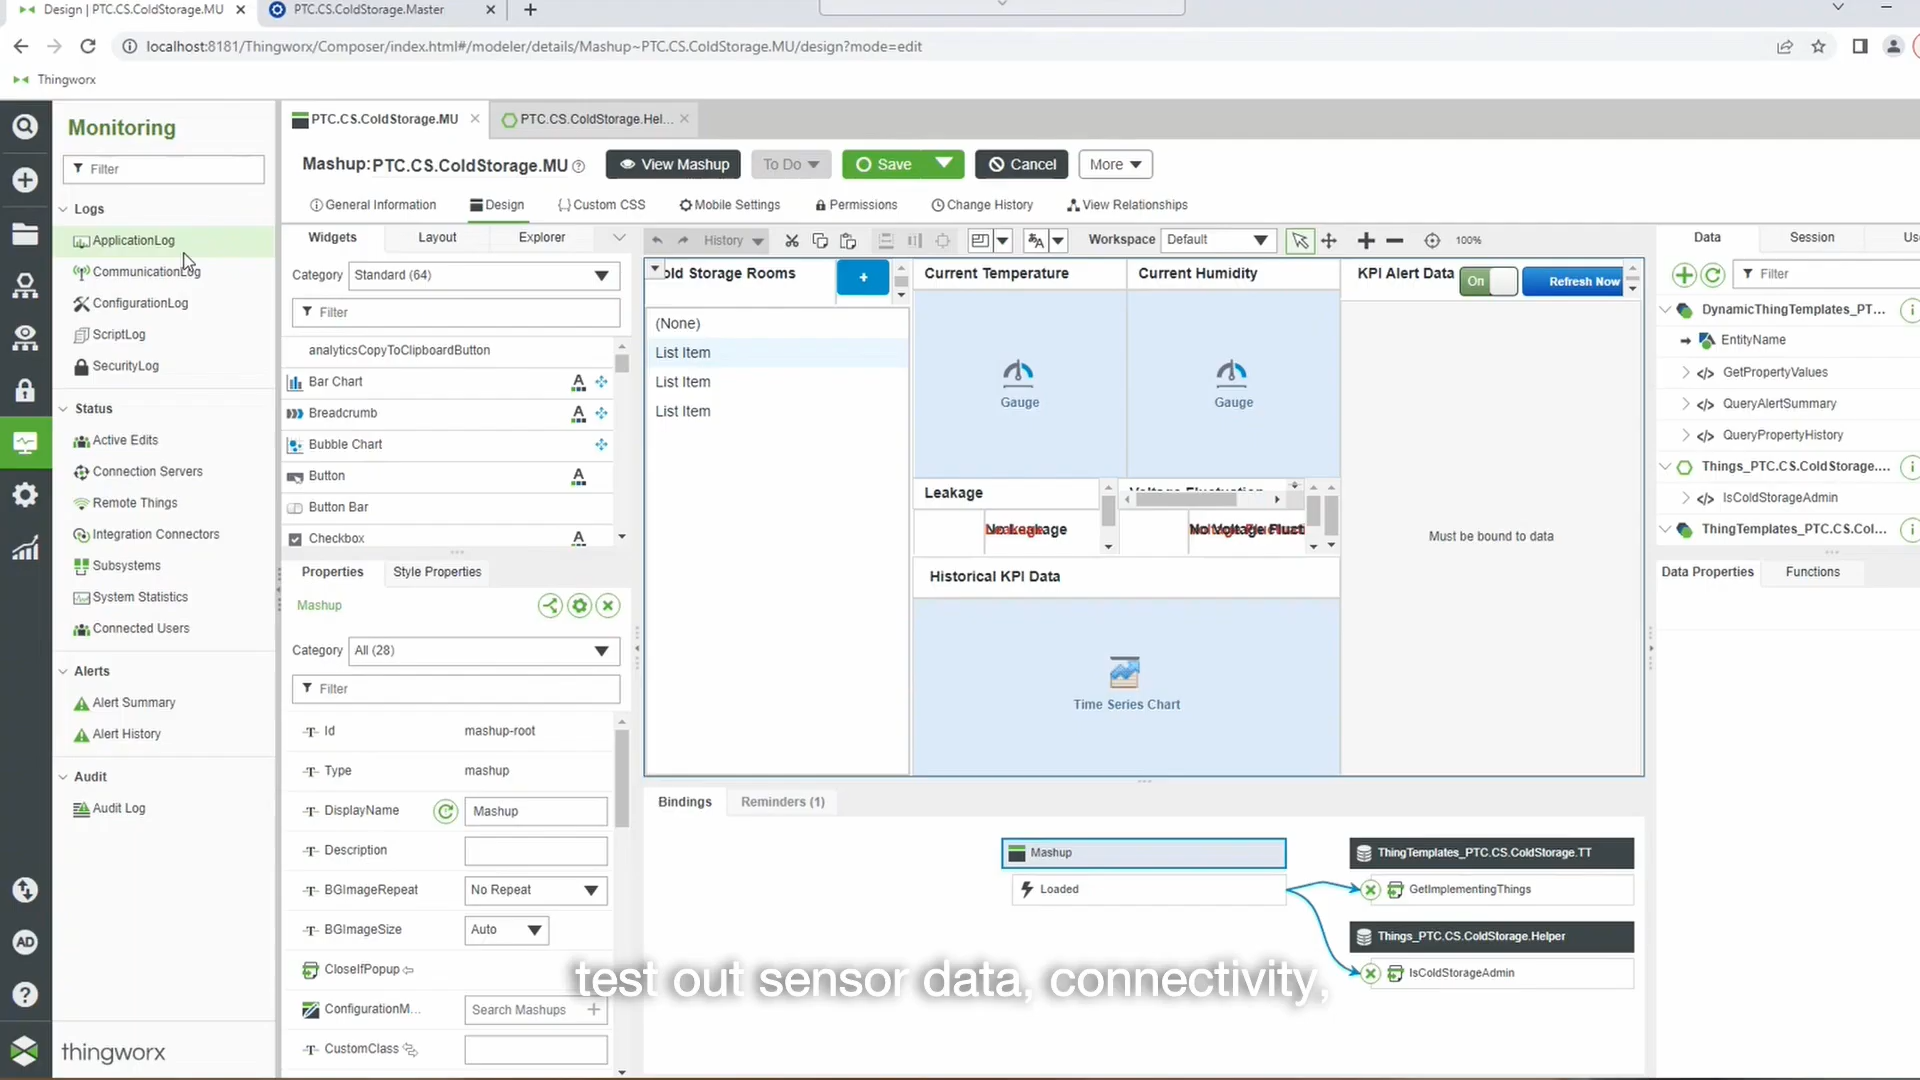 Design | PTC.CS.ColdStorage.MU
PTC.CS.ColdStorage.Master
localhost:8181/Thingworx/Composer/index.html#/modeler/details/Mashup~PTC.CS.ColdStorage.MU/design?mode=edit
Thingworx
Monitoring
Filter
Logs
ApplicationLog
CommunicationLog
ConfigurationLog
ScriptLog
SecurityLog
Status
Active Edits
Connection Servers
Remote Things
Integration Connectors
Subsystems
System Statistics
Connected Users
Alerts
Alert Summary
Alert History
Audit
Audit Log
AD
thingworx
PTC.CS.ColdStorage.MU
PTC.CS.ColdStorage.Hel...
Mashup: PTC.CS.ColdStorage.MU
View Mashup
To Do
Save
Cancel
More
General Information
Design
Custom CSS
Mobile Settings
Permissions
Change History
View Relationships
Widgets
Layout
Explorer
Category
Standard (64)
Filter
analyticsCopyToClipboardButton
Bar Chart
Breadcrumb
Bubble Chart
Button
Button Bar
Checkbox
Properties
Style Properties
Mashup
Category
All (28)
Filter
Id
mashup-root
Type
mashup
DisplayName
Mashup
Description
BGImageRepeat
No Repeat
BGImageSize
Auto
CloseIfPopup
ConfigurationM...
Search Mashups
CustomClass
History
Workspace
Default
100%
old Storage Rooms
+
Current Temperature
Current Humidity
KPI Alert Data
On
Refresh Now
(None)
List Item
List Item
List Item
Gauge
Gauge
Leakage
No Leakage
No Voltage Fluct
Must be bound to data
Historical KPI Data
Time Series Chart
Bindings
Reminders (1)
Mashup
Loaded
ThingTemplates_PTC.CS.ColdStorage.TT
GetImplementingThings
Things_PTC.CS.ColdStorage.Helper
IsColdStorageAdmin
Data
Session
Filter
DynamicThingTemplates_PT...
EntityName
GetPropertyValues
QueryAlertSummary
QueryPropertyHistory
Things_PTC.CS.ColdStorage....
IsColdStorageAdmin
ThingTemplates_PTC.CS.Col...
Data Properties
Functions
test out sensor data, connectivity,